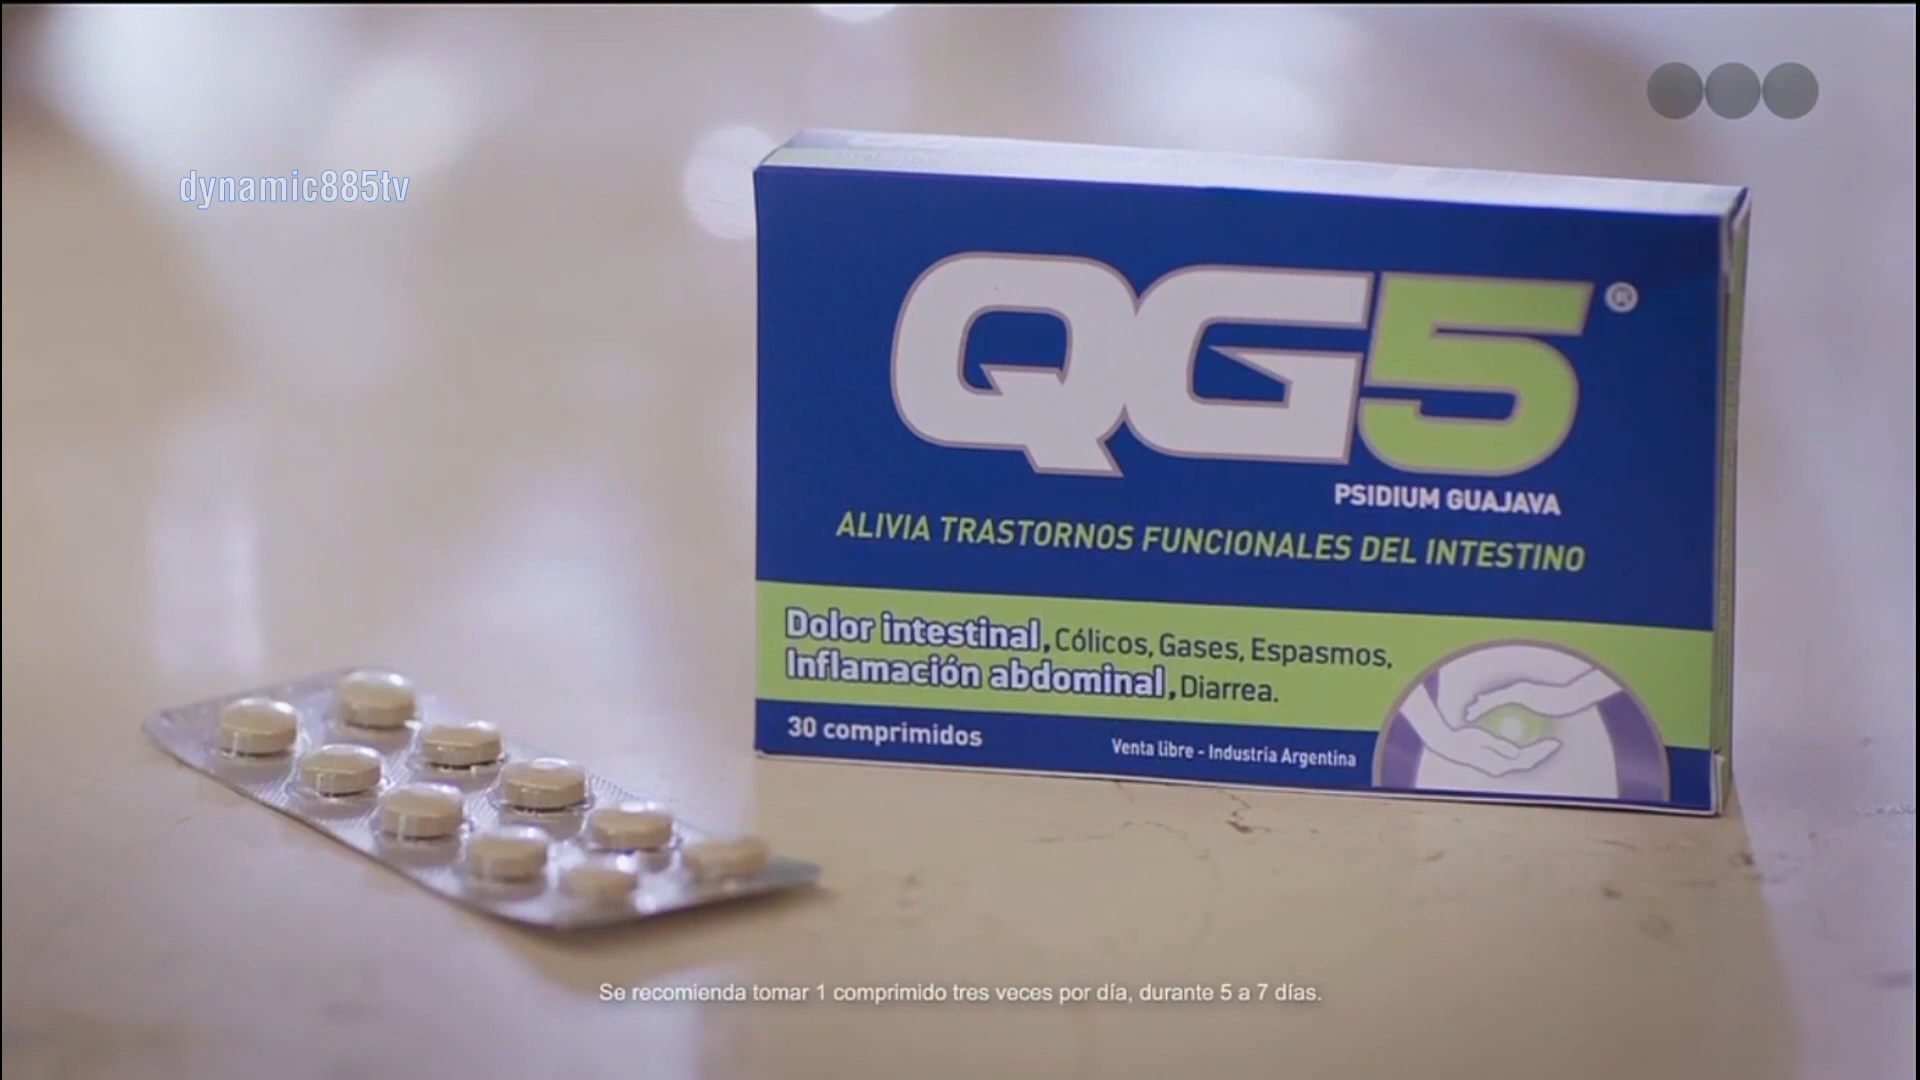 dynamic885tv
QG5®
PSIDIUM GUAJAVA
ALIVIA TRASTORNOS FUNCIONALES DEL INTESTINO
Dolor intestinal, Cólicos, Gases, Espasmos,
Inflamación abdominal, Diarrea.
30 comprimidos
Venta libre - Industria Argentina
Se recomienda tomar 1 comprimido tres veces por día, durante 5 a 7 días.